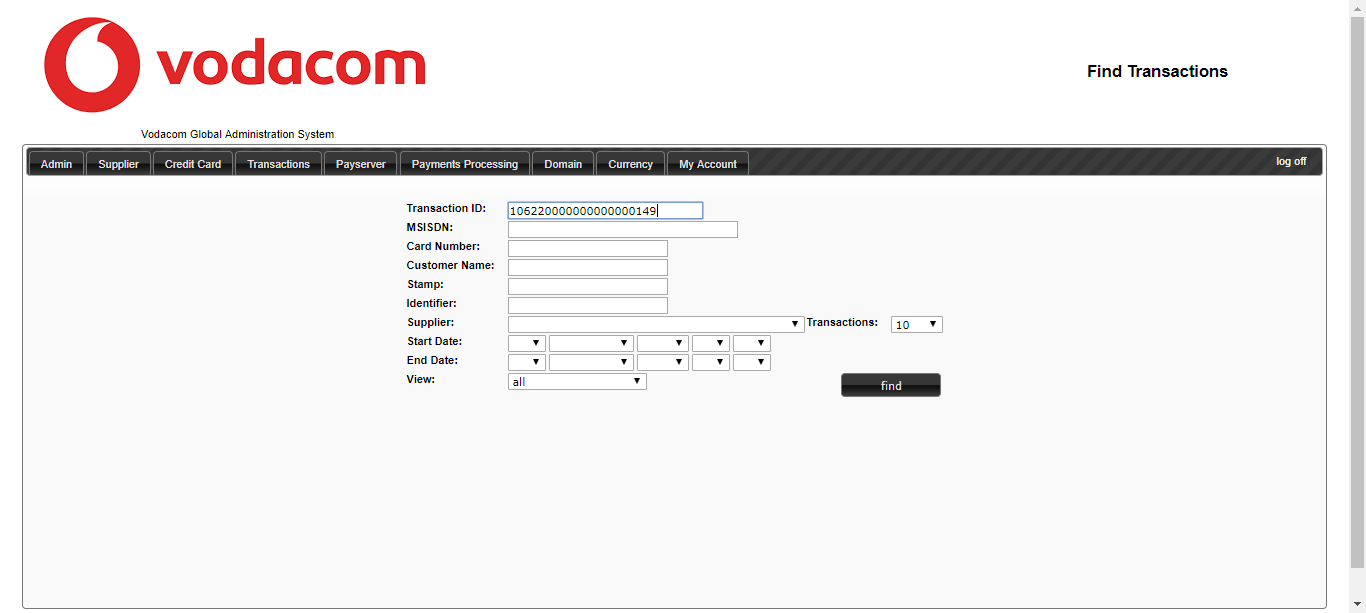 vodacom
Find Transactions
Vodacom Global Administration System
Admin Supplier Credit Card Transactions Payserver Payments Processing Domain Currency My Account log off
Transaction ID: 106220000000000000149
MSISDN:
Card Number:
Customer Name:
Stamp:
Identifier:
Supplier: Transactions: 10
Start Date:
End Date:
View: all find